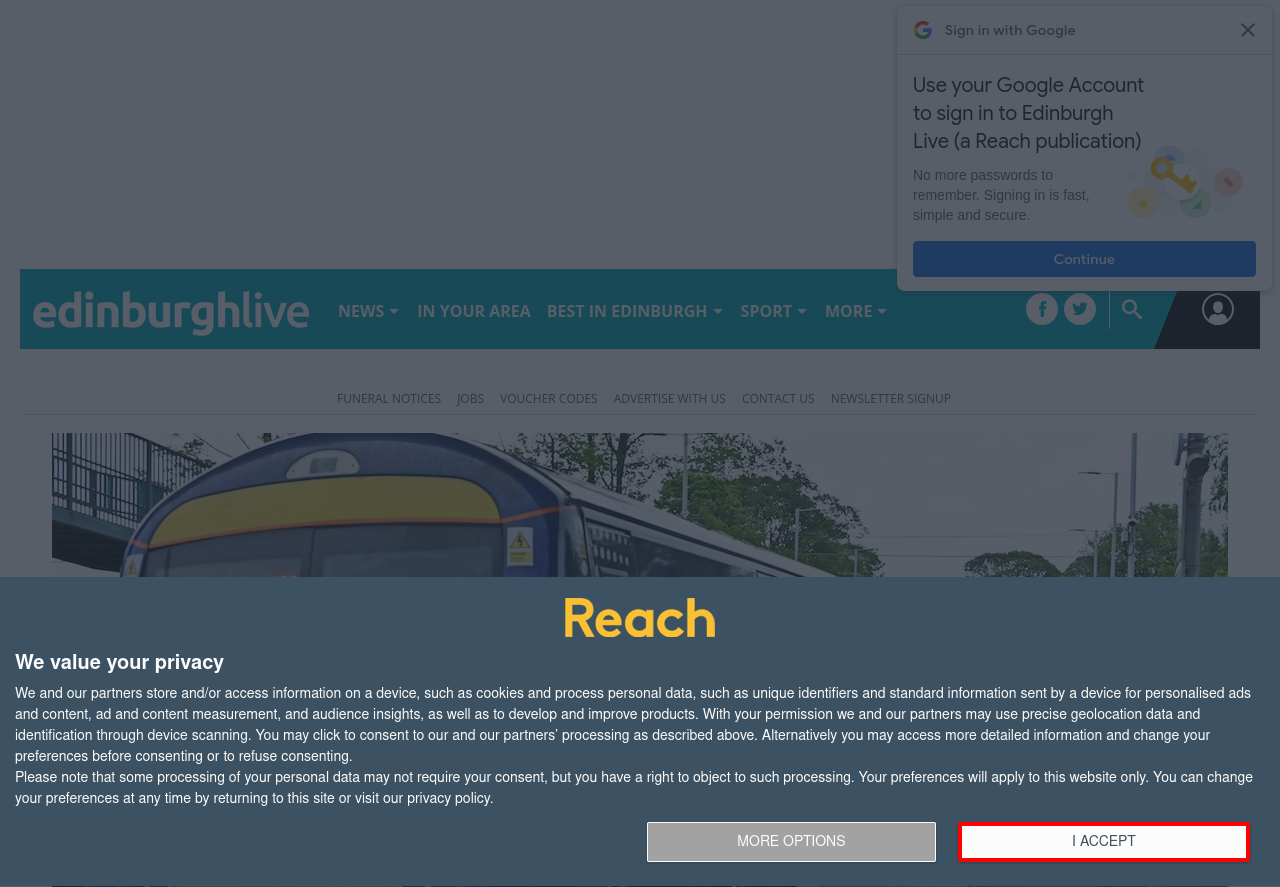 Sign in with Google
Use your Google Account
to sign in to Edinburgh
Live (a Reach publication)
No more passwords to
remember. Signing in is fast,
simple and secure.
Continue
edinburghlive NEWS IN YOUR AREA BEST IN EDINBURGH SPORT MORE
FUNERAL NOTICES JOBS VOUCHER CODES ADVERTISE WITH US CONTACT US NEWSLETTER SIGNUP
Reach
We value your privacy
We and our partners store and/or access information on a device, such as cookies and process personal data, such as unique identifiers and standard information sent by a device for personalised ads
and content, ad and content measurement, and audience insights, as well as to develop and improve products. With your permission we and our partners may use precise geolocation data and
identification through device scanning. You may click to consent to our and our partners’ processing as described above. Alternatively you may access more detailed information and change your
preferences before consenting or to refuse consenting.
Please note that some processing of your personal data may not require your consent, but you have a right to object to such processing. Your preferences will apply to this website only. You can change
your preferences at any time by returning to this site or visit our privacy policy.
MORE OPTIONS I ACCEPT